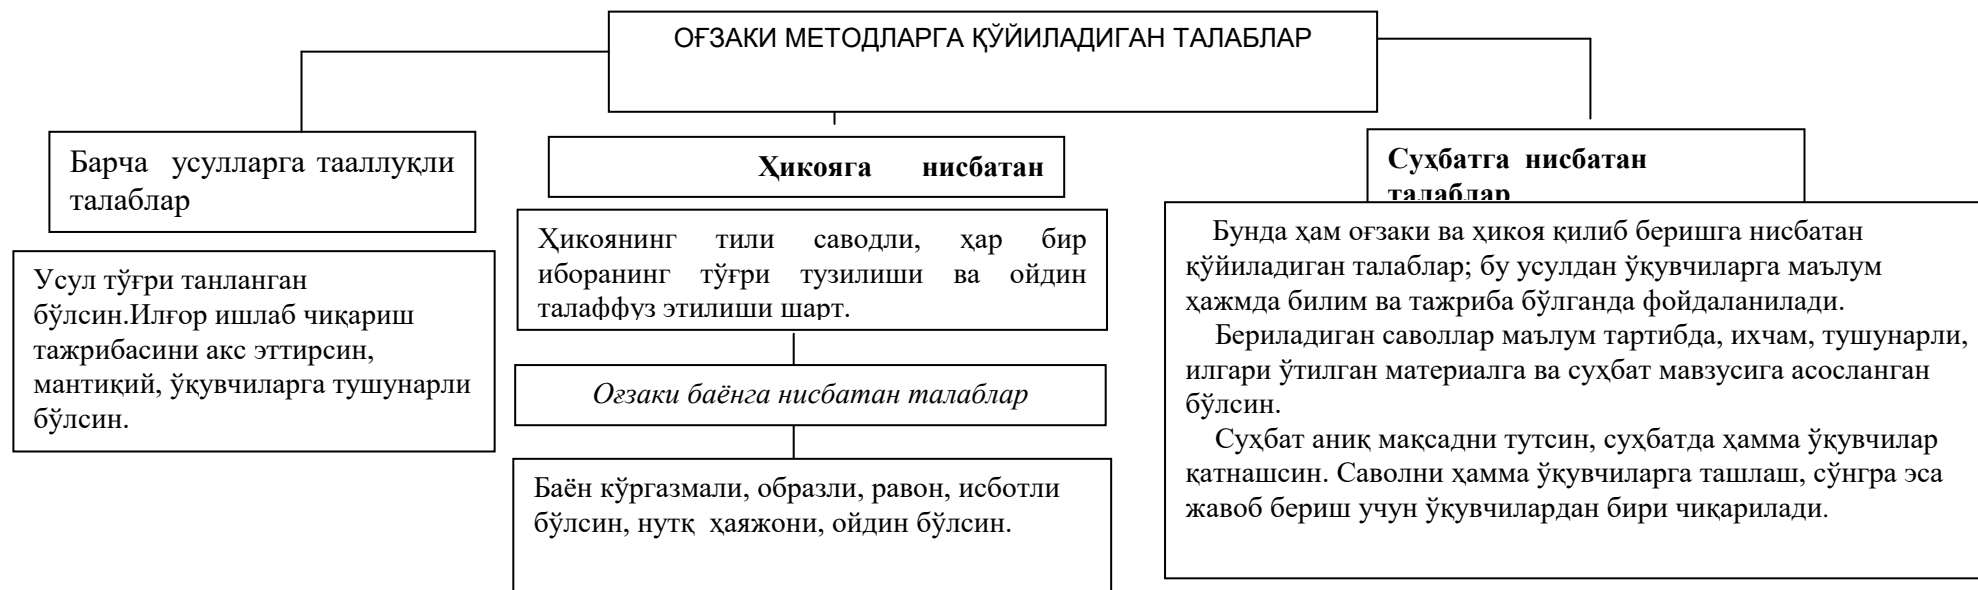 ОҒЗАКИ МЕТОДЛАРГА ҚЎЙИЛАДИГАН ТАЛАБЛАР
Барча усулларга тааллуқли
талаблар
Усул тўғри танланган
бўлсин.Илғор ишлаб чиқариш
тажрибасини акс эттирсин,
мантиқий, ўқувчиларга тушунарли
бўлсин.
Ҳикояга нисбатан
Ҳикоянинг тили саводли, ҳар бир
иборанинг тўғри тузилиши ва ойдин
талаффуз этилиши шарт.
Оғзаки баёнга нисбатан талаблар
Баён кўргазмали, образли, равон, исботли
бўлсин, нутқ ҳаяжони, ойдин бўлсин.
Суҳбатга нисбатан
талаблар
Бунда ҳам оғзаки ва ҳикоя қилиб беришга нисбатан
қўйиладиган талаблар; бу усулдан ўқувчиларга маълум
ҳажмда билим ва тажриба бўлганда фойдаланилади.
Бериладиган саволлар маълум тартибда, ихчам, тушунарли,
илгари ўтилган материалга ва суҳбат мавзусига асосланган
бўлсин.
Суҳбат аниқ мақсадни тутсин, суҳбатда ҳамма ўқувчилар
қатнашсин. Саволни ҳамма ўқувчиларга ташлаш, сўнгра эса
жавоб бериш учун ўқувчилардан бири чиқарилади.